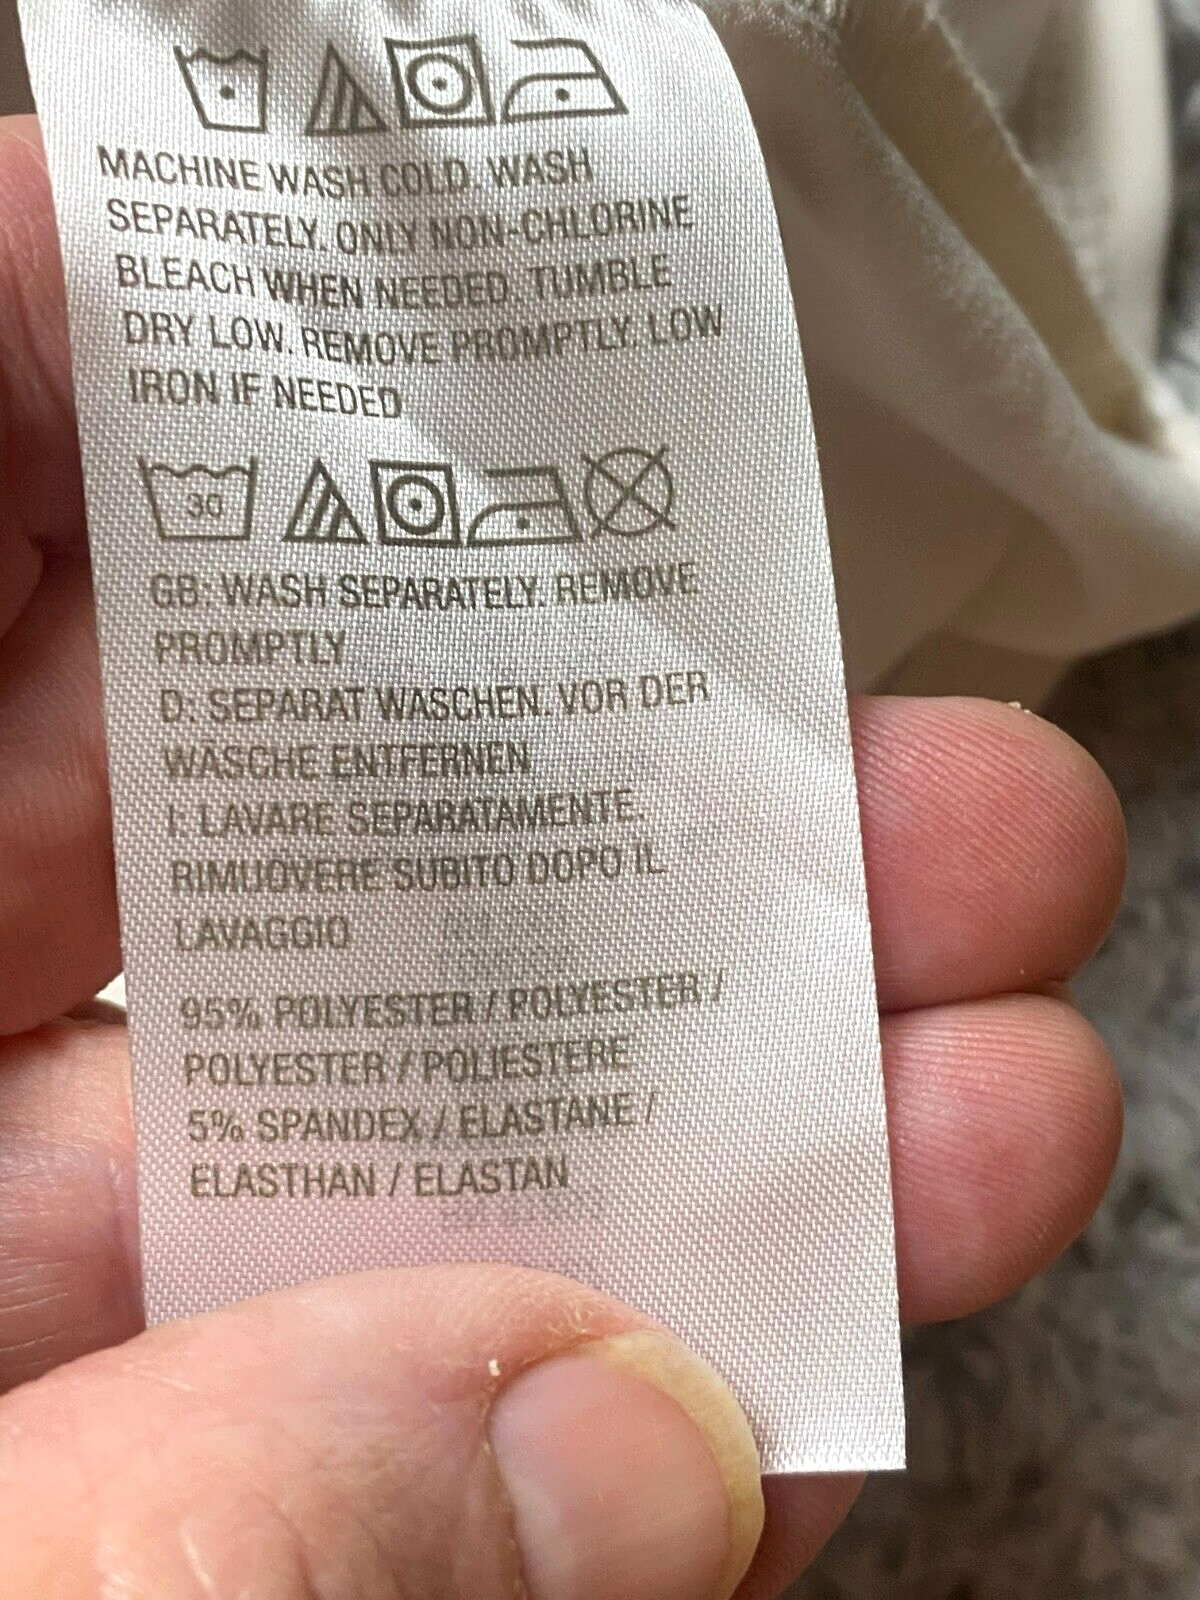 MACHINE WASH COLD. WASH
SEPARATELY. ONLY NON-CHLORINE
BLEACH WHEN NEEDED. TUMBLE
DRY LOW. REMOVE PROMPTLY. LOW
IRON IF NEEDED
30
GB: WASH SEPARATELY. REMOVE
PROMPTLY
D: SEPARAT WASCHEN. VOR DER
WÄSCHE ENTFERNEN
I: LAVARE SEPARATAMENTE.
RIMUOVERE SUBITO DOPO IL
LAVAGGIO
95% POLYESTER / POLYESTER /
POLYESTER / POLIESTERE
5% SPANDEX / ELASTANE /
ELASTHAN / ELASTAN